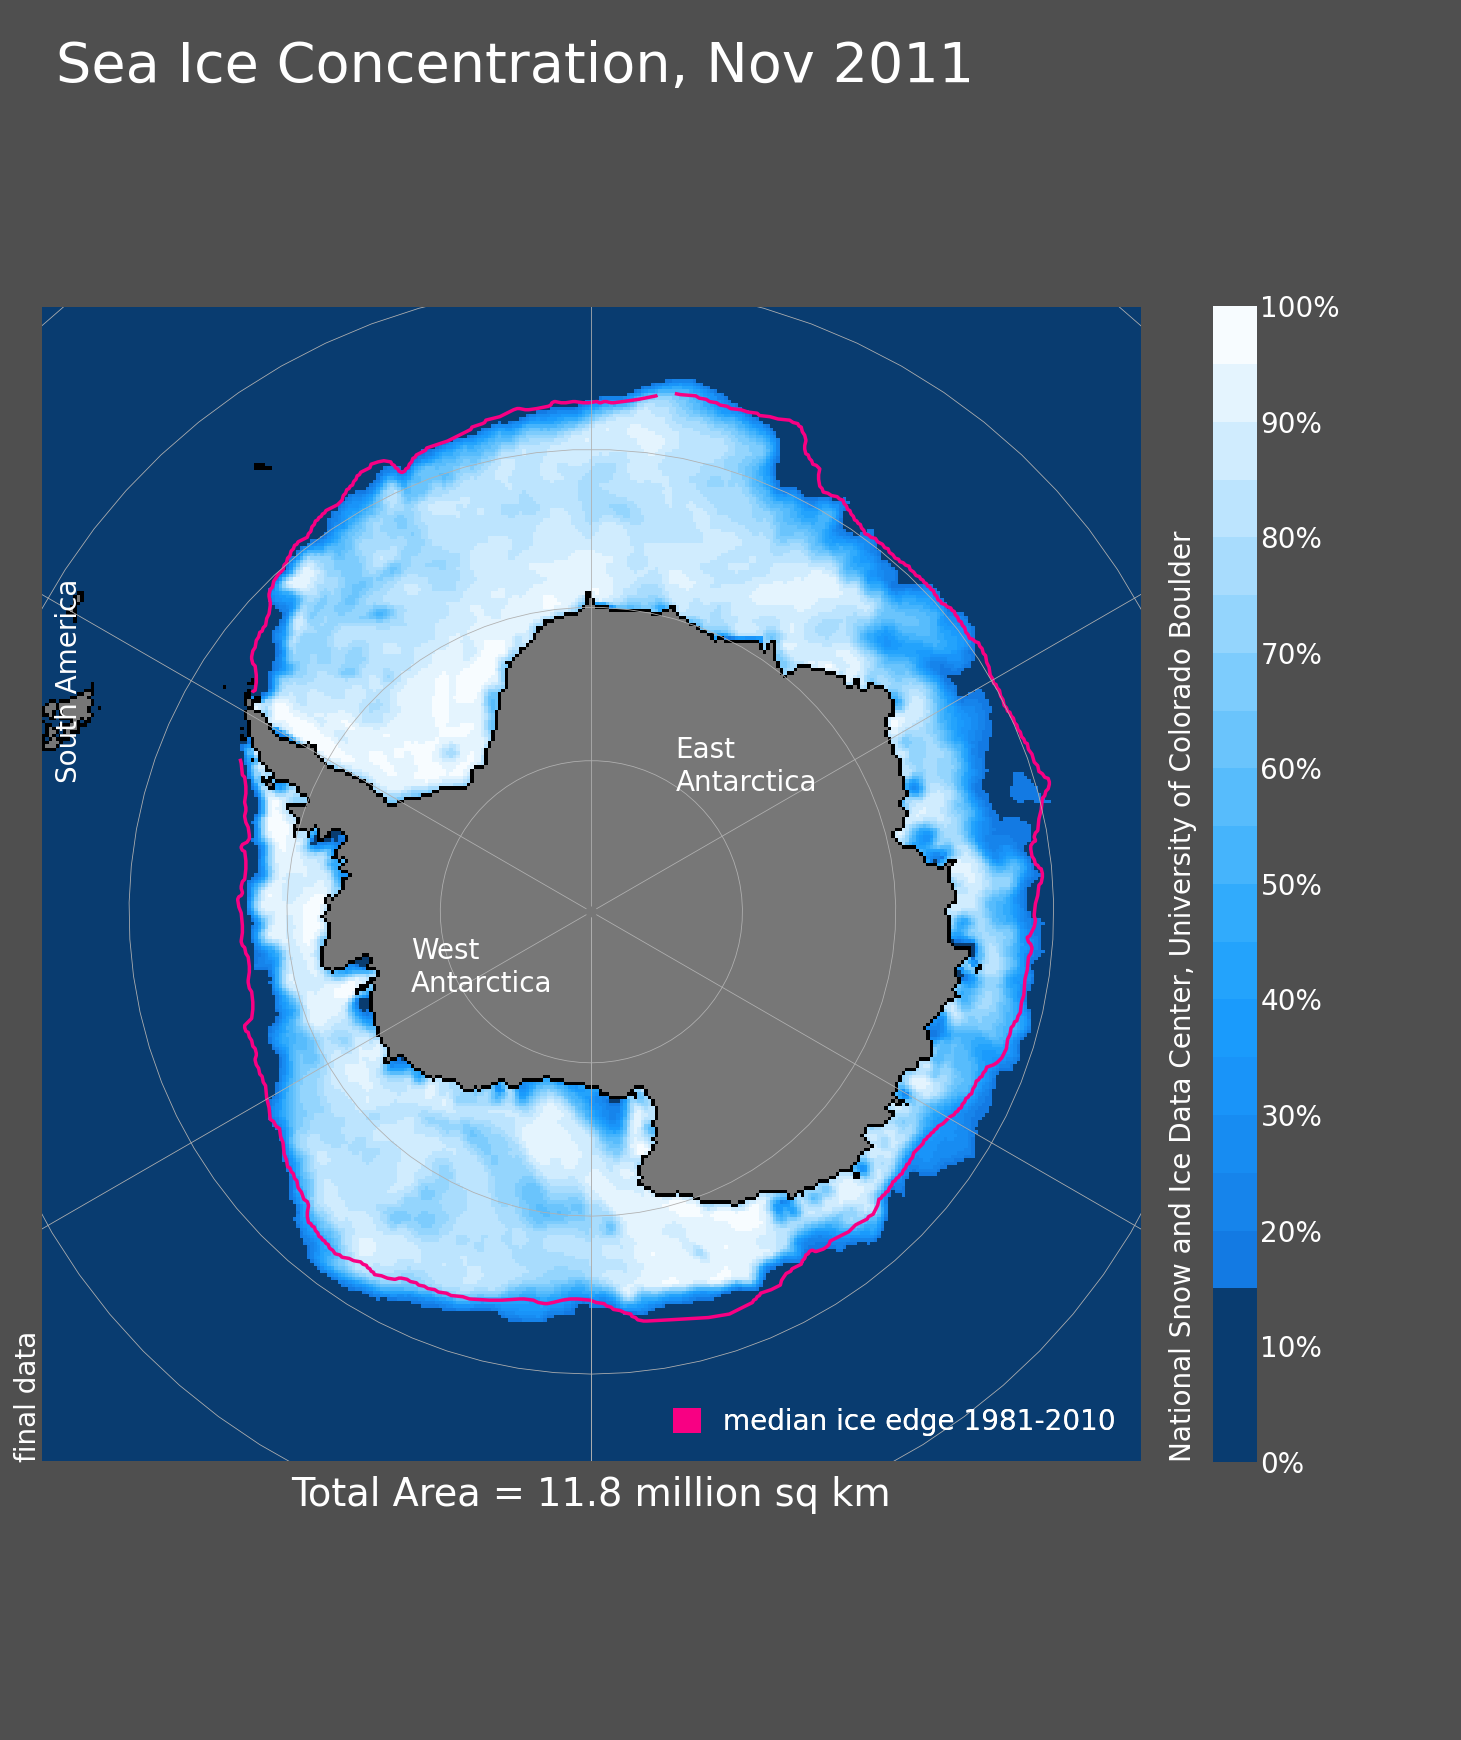 Sea Ice Concentration, Nov 2011
South America
East
Antarctica
West
Antarctica
final data
median ice edge 1981-2010
Total Area = 11.8 million sq km
National Snow and Ice Data Center, University of Colorado Boulder
100%
90%
80%
70%
60%
50%
40%
30%
20%
10%
0%